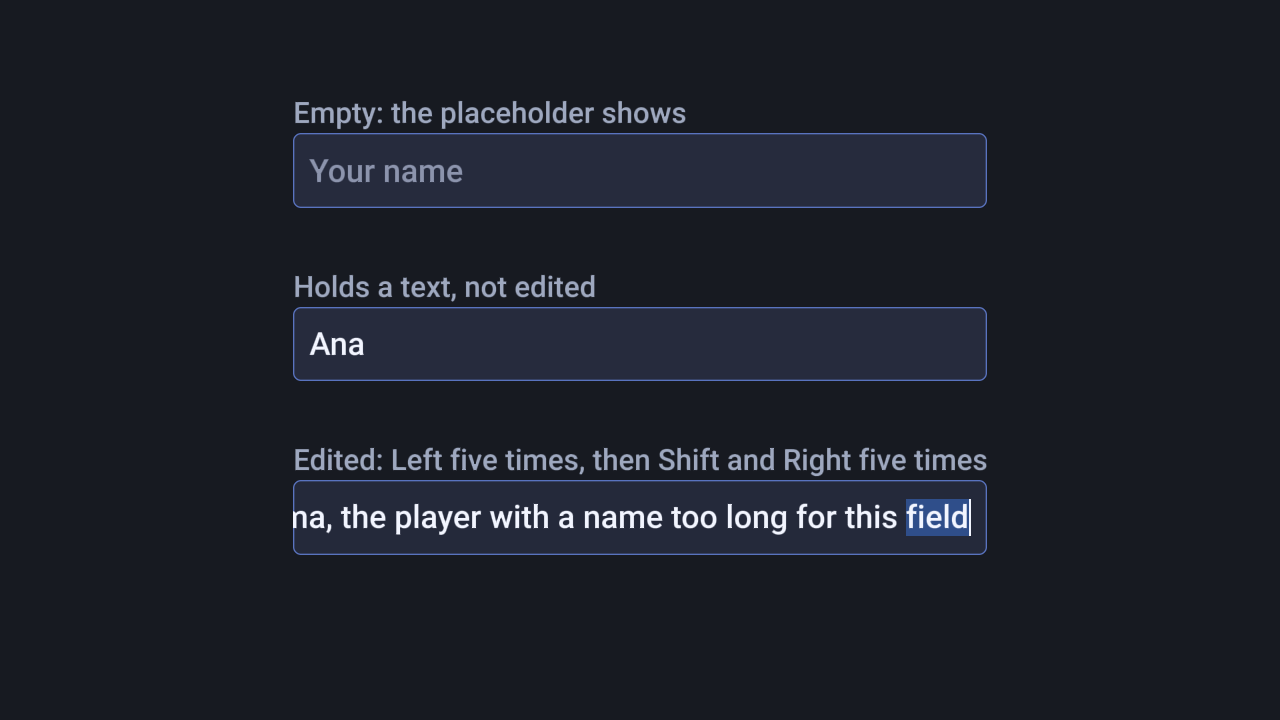 Empty: the placeholder shows
Your name
Holds a text, not edited
Ana
Edited: Left five times, then Shift and Right five times
na, the player with a name too long for this field